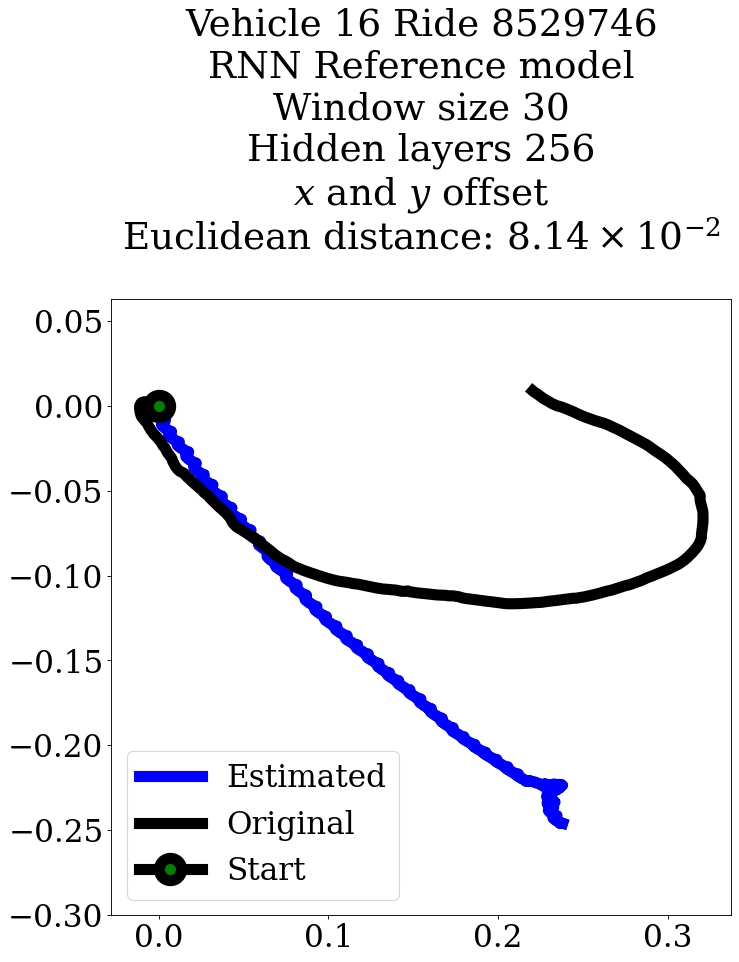 Vehicle 16 Ride 8529746
RNN Reference model
Window size 30
Hidden layers 256
x and y offset
Euclidean distance: 8.14 × 10⁻²
0.05
0.00
−0.05
−0.10
−0.15
−0.20
−0.25
−0.30
Estimated
Original
Start
0.0 0.1 0.2 0.3